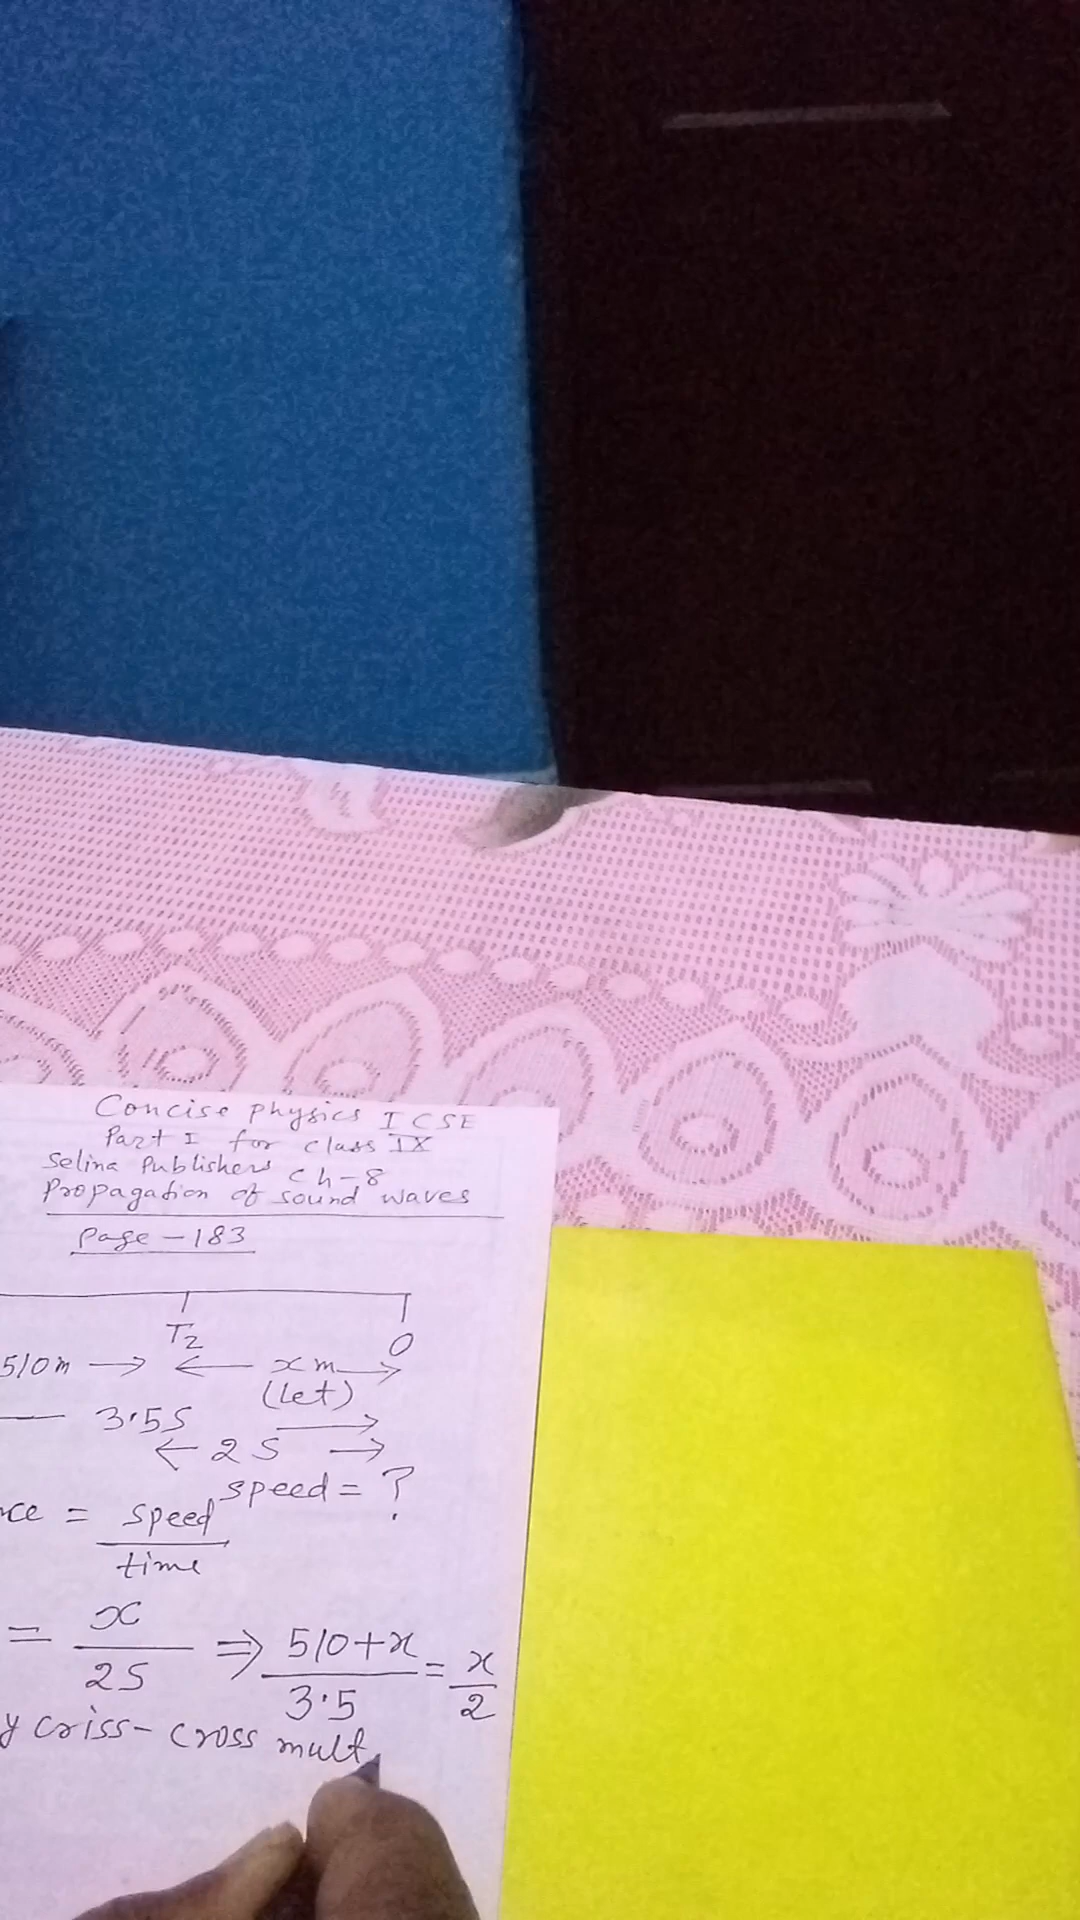 Concise physics ICSE
Part I for class IX
Selina Publishers Ch-8
Propagation of sound waves
Page - 183
T2 O
510m → ← x m →
(let)
3.5S →
← 2S →
speed = ?
= speed
time
= x/2S ⇒ 510+x/3.5 = x/2
criss-cross mult